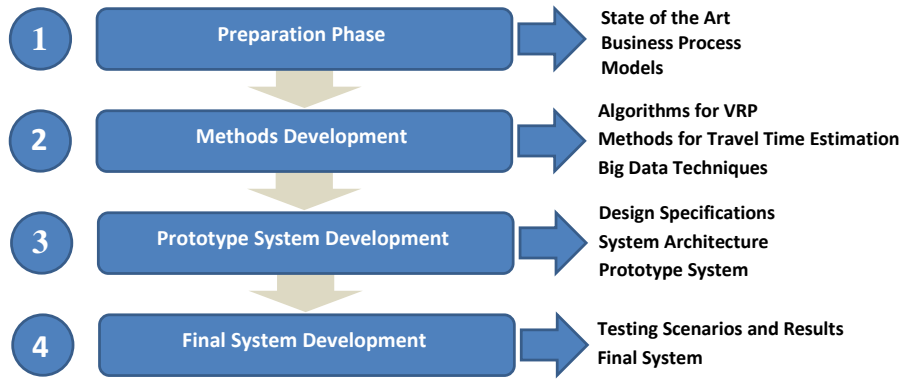 1
Preparation Phase
State of the Art
Business Process
Models
2
Methods Development
Algorithms for VRP
Methods for Travel Time Estimation
Big Data Techniques
3
Prototype System Development
Design Specifications
System Architecture
Prototype System
4
Final System Development
Testing Scenarios and Results
Final System